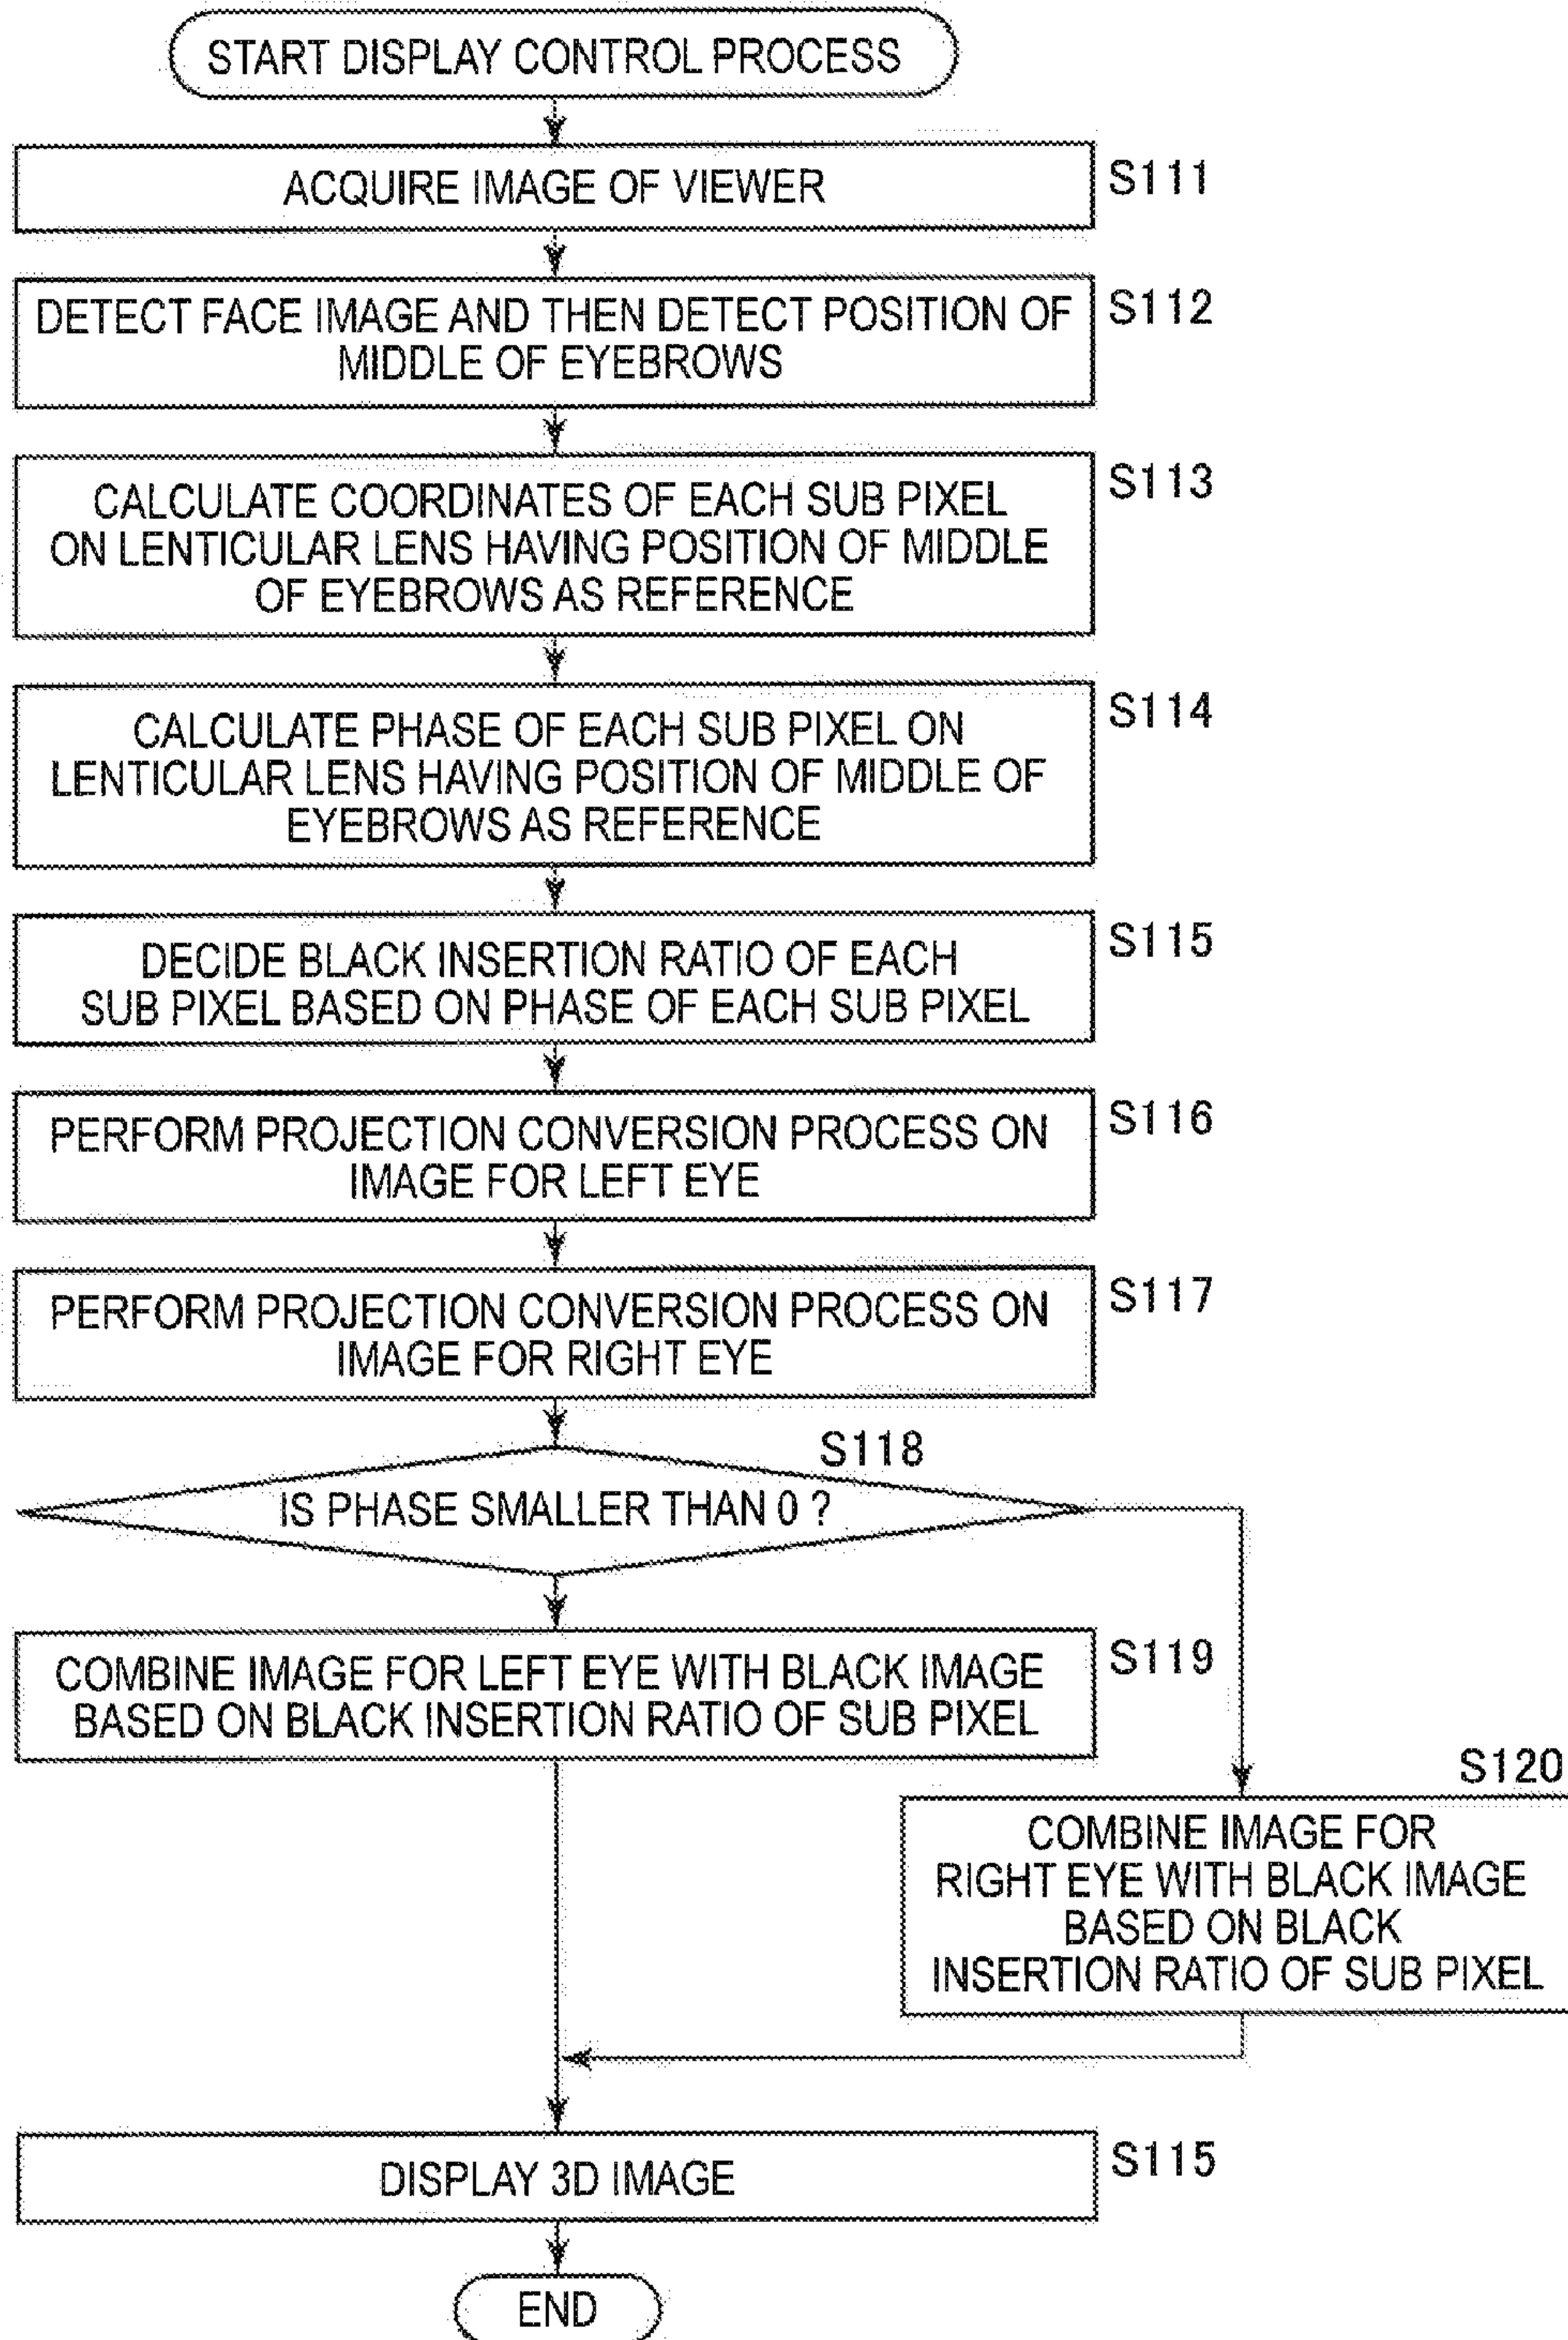 START DISPLAY CONTROL PROCESS
ACQUIRE IMAGE OF VIEWER
S111
DETECT FACE IMAGE AND THEN DETECT POSITION OF
MIDDLE OF EYEBROWS
S112
CALCULATE COORDINATES OF EACH SUB PIXEL
ON LENTICULAR LENS HAVING POSITION OF MIDDLE
OF EYEBROWS AS REFERENCE
S113
CALCULATE PHASE OF EACH SUB PIXEL ON
LENTICULAR LENS HAVING POSITION OF MIDDLE OF
EYEBROWS AS REFERENCE
S114
DECIDE BLACK INSERTION RATIO OF EACH
SUB PIXEL BASED ON PHASE OF EACH SUB PIXEL
S115
PERFORM PROJECTION CONVERSION PROCESS ON
IMAGE FOR LEFT EYE
S116
PERFORM PROJECTION CONVERSION PROCESS ON
IMAGE FOR RIGHT EYE
S117
S118
IS PHASE SMALLER THAN 0 ?
COMBINE IMAGE FOR LEFT EYE WITH BLACK IMAGE
BASED ON BLACK INSERTION RATIO OF SUB PIXEL
S119
S120
COMBINE IMAGE FOR
RIGHT EYE WITH BLACK IMAGE
BASED ON BLACK
INSERTION RATIO OF SUB PIXEL
DISPLAY 3D IMAGE
S115
END